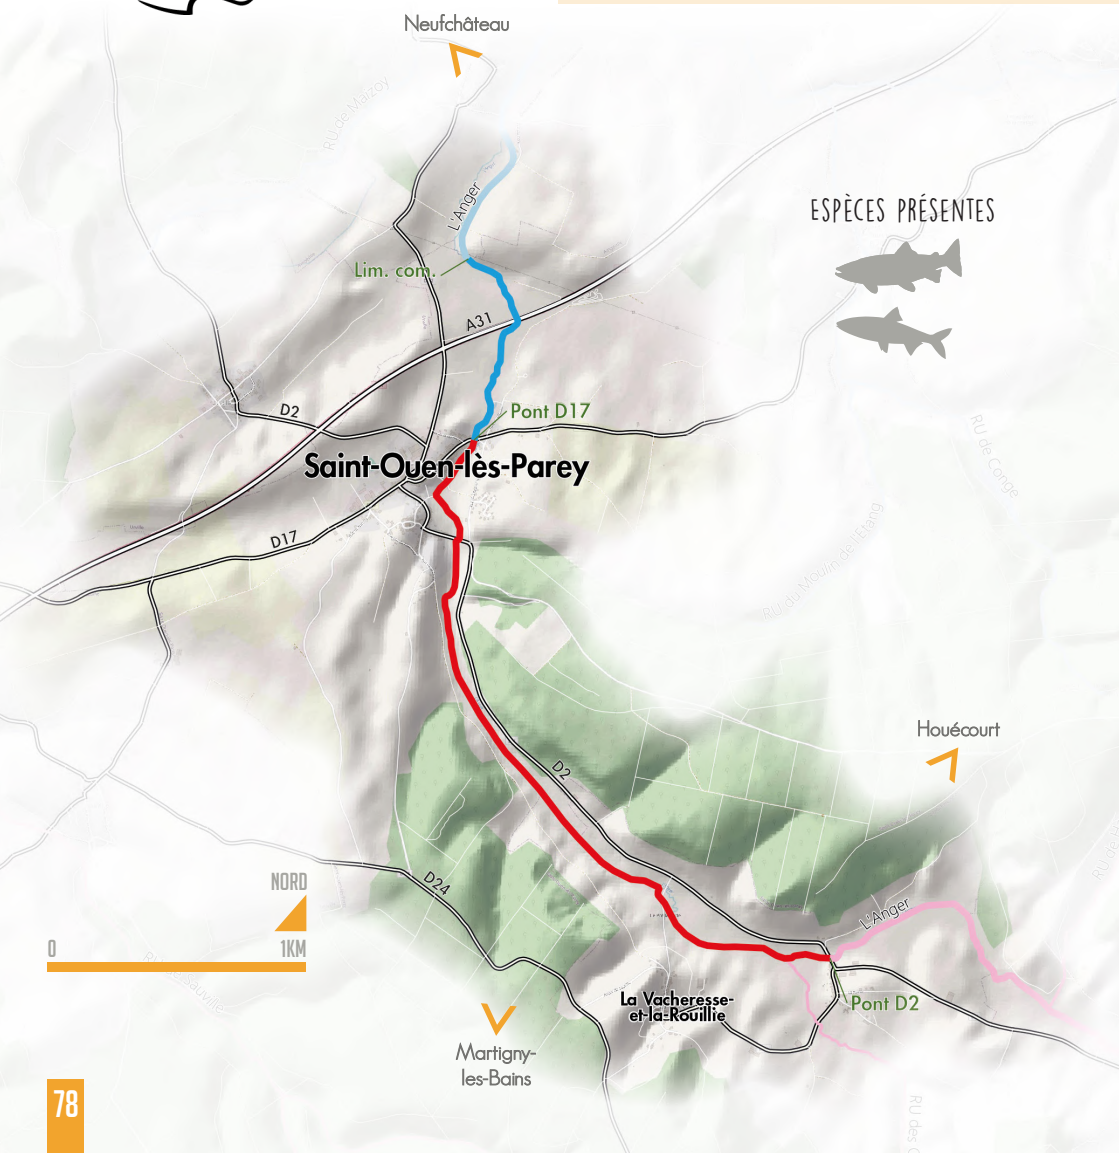 Neufchâteau
RU de Maizoy
L'Anger
ESPÈCES PRÉSENTES
Lim. com.
A31
D2
Pont D17
RU de Conge
Saint-Ouen-lès-Parey
D17
RU du Moulin de l'Étang
Houécourt
D2
NORD
D24
L'Anger
0
1KM
La Vacheresse-
et-la-Rouillie
Pont D2
Martigny-
les-Bains
78